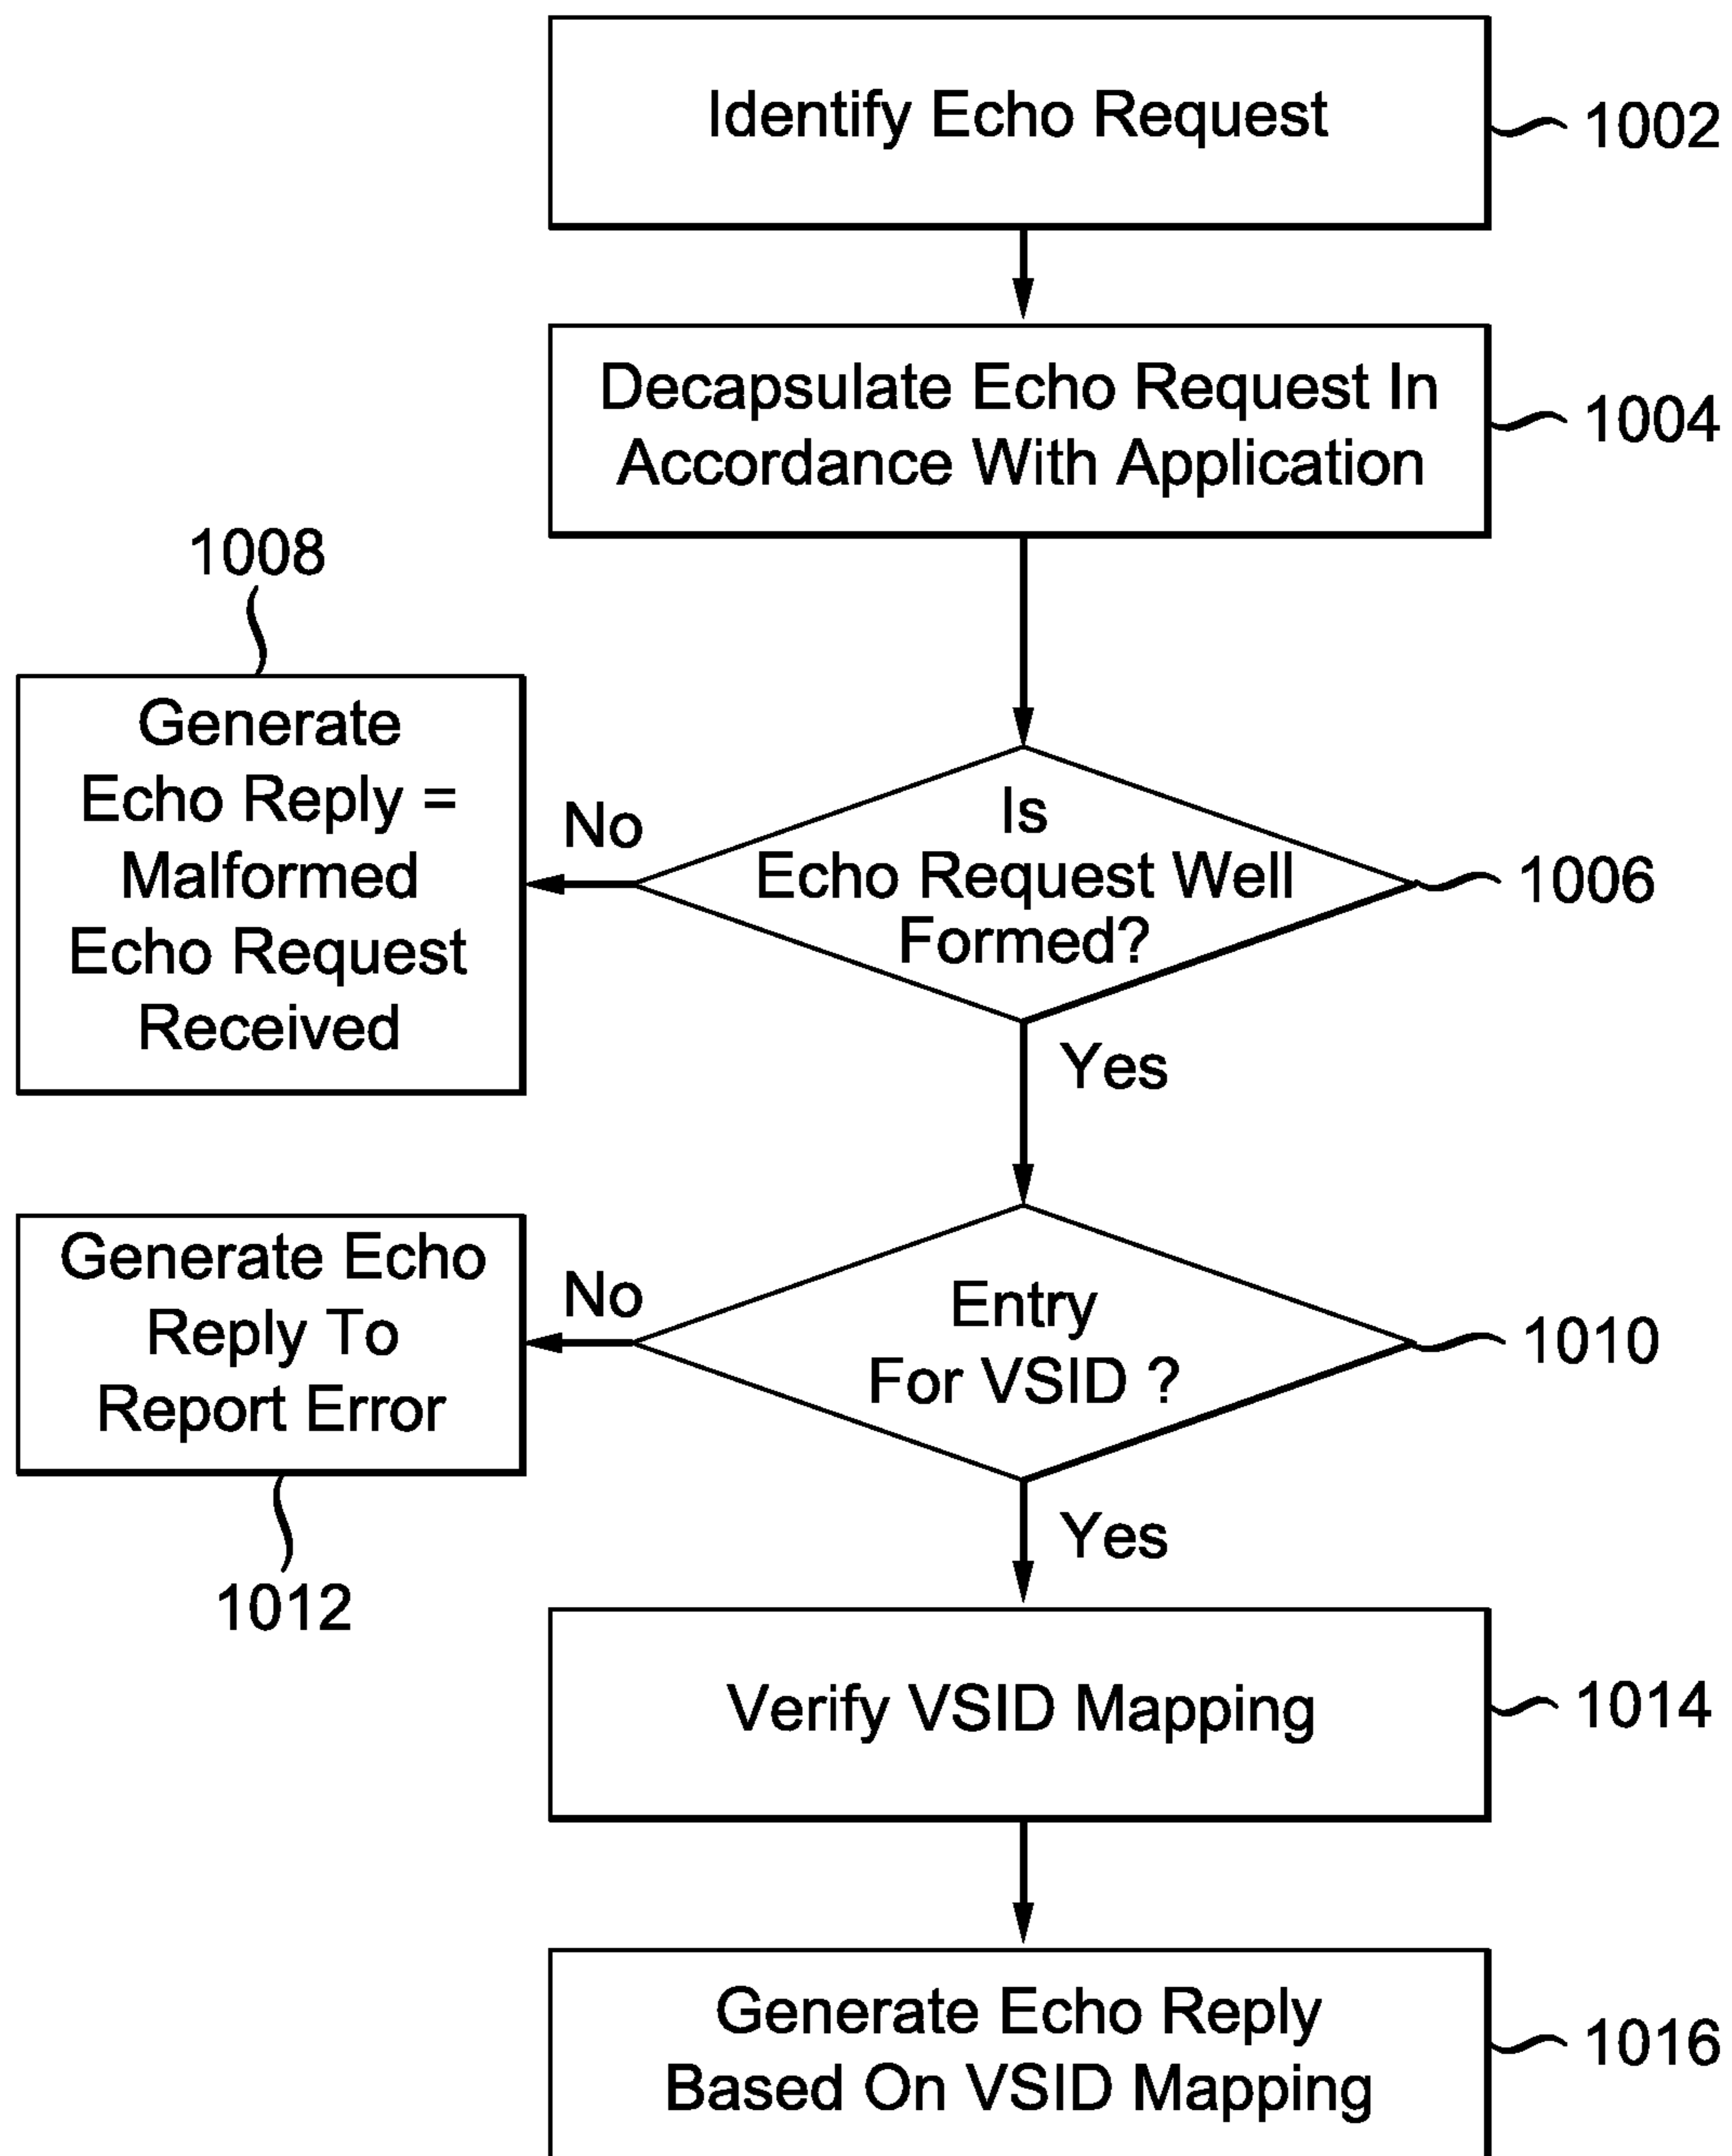 Identify Echo Request
1002
Decapsulate Echo Request In
Accordance With Application
1004
1008
Generate
Echo Reply =
Malformed
Echo Request
Received
No
Is
Echo Request Well
Formed?
1006
Yes
Generate Echo
Reply To
Report Error
1012
No
Entry
For VSID ?
1010
Yes
Verify VSID Mapping
1014
Generate Echo Reply
Based On VSID Mapping
1016